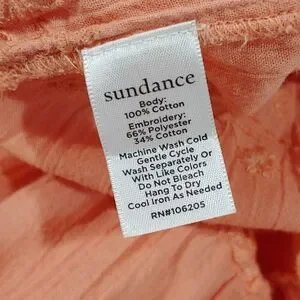 sundance
Body:
100% Cotton
Embroidery:
66% Polyester
34% Cotton
Machine Wash Cold
Gentle Cycle
Wash Separately Or
With Like Colors
Do Not Bleach
Hang To Dry
Cool Iron As Needed
RN#106205